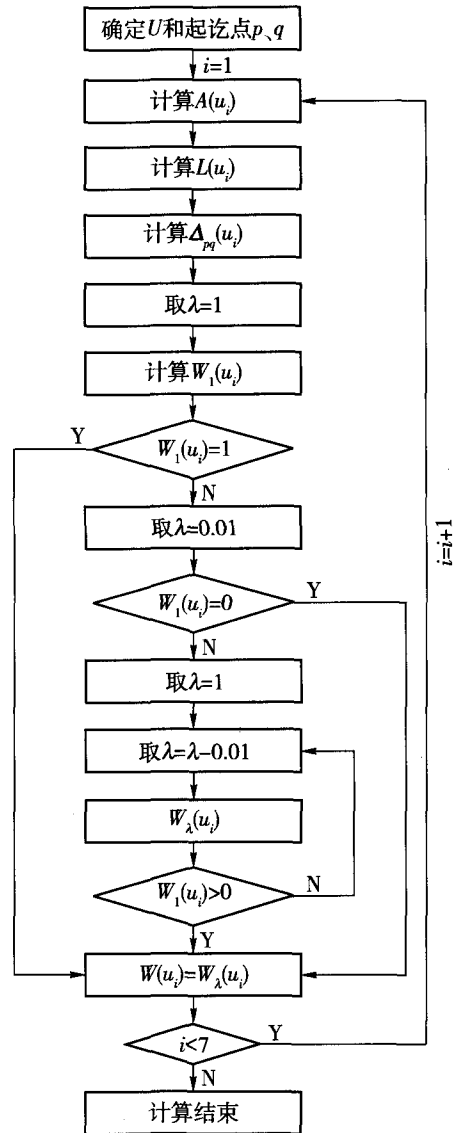 确定U和起讫点p、q
i=1
计算A(uᵢ)
计算L(uᵢ)
计算Δpq(uᵢ)
取λ=1
计算W₁(uᵢ)
Y
W₁(uᵢ)=1
N
取λ=0.01
W₁(uᵢ)=0
Y
N
i=i+1
取λ=1
取λ=λ-0.01
Wλ(uᵢ)
W₁(uᵢ)>0
N
Y
W(uᵢ)=Wλ(uᵢ)
i<7
Y
N
计算结束